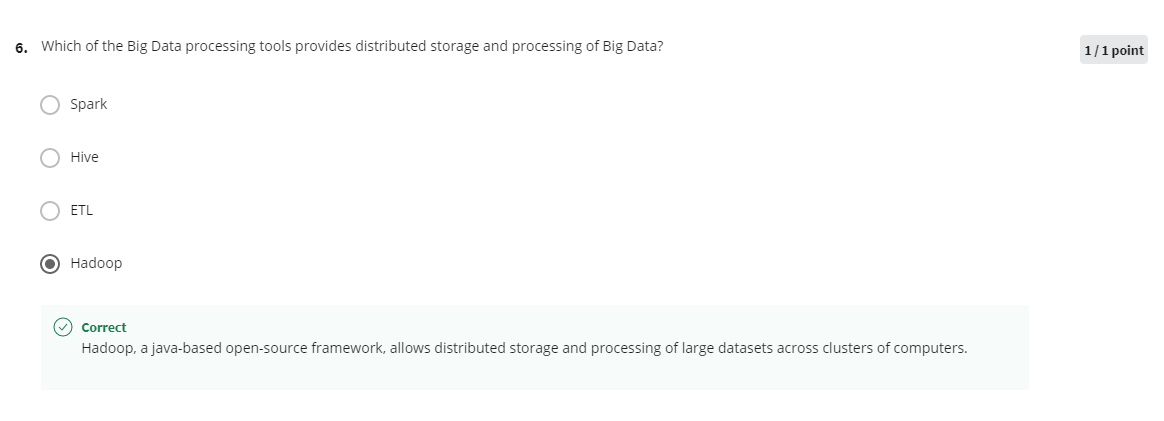 6. Which of the Big Data processing tools provides distributed storage and processing of Big Data?
1 / 1 point
Spark
Hive
ETL
Hadoop
Correct
Hadoop, a java-based open-source framework, allows distributed storage and processing of large datasets across clusters of computers.